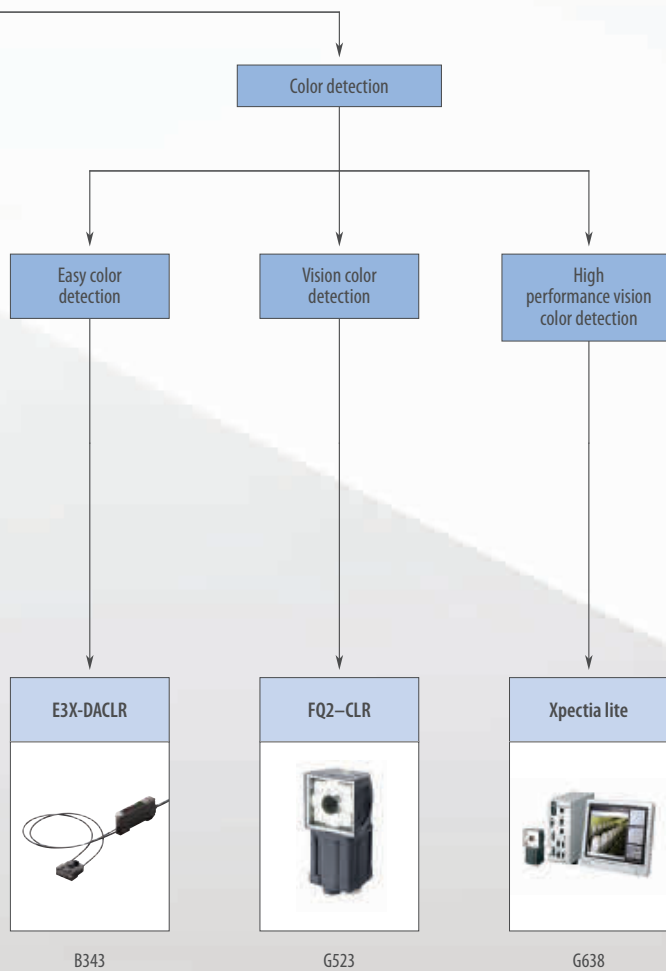 Color detection
Easy color
detection
Vision color
detection
High
performance vision
color detection
E3X-DACLR
FQ2–CLR
Xpectia lite
B343
G523
G638